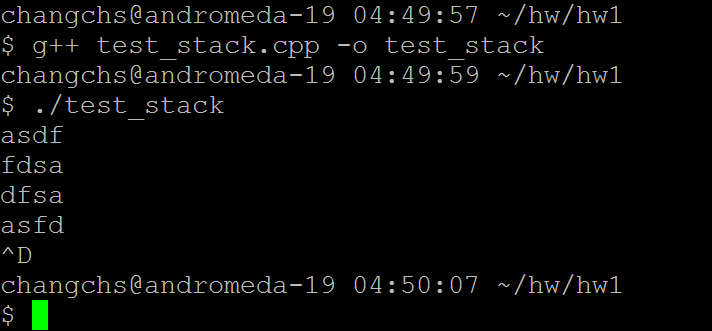 changchs@andromeda-19 04:49:57 ~/hw/hw1
$ g++ test_stack.cpp -o test_stack
changchs@andromeda-19 04:49:59 ~/hw/hw1
$ ./test_stack
asdf
fdsa
dfsa
asfd
^D
changchs@andromeda-19 04:50:07 ~/hw/hw1
$